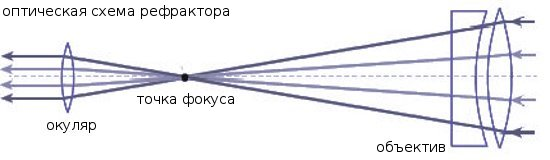 оптическая схема рефрактора
точка фокуса
окуляр
объектив